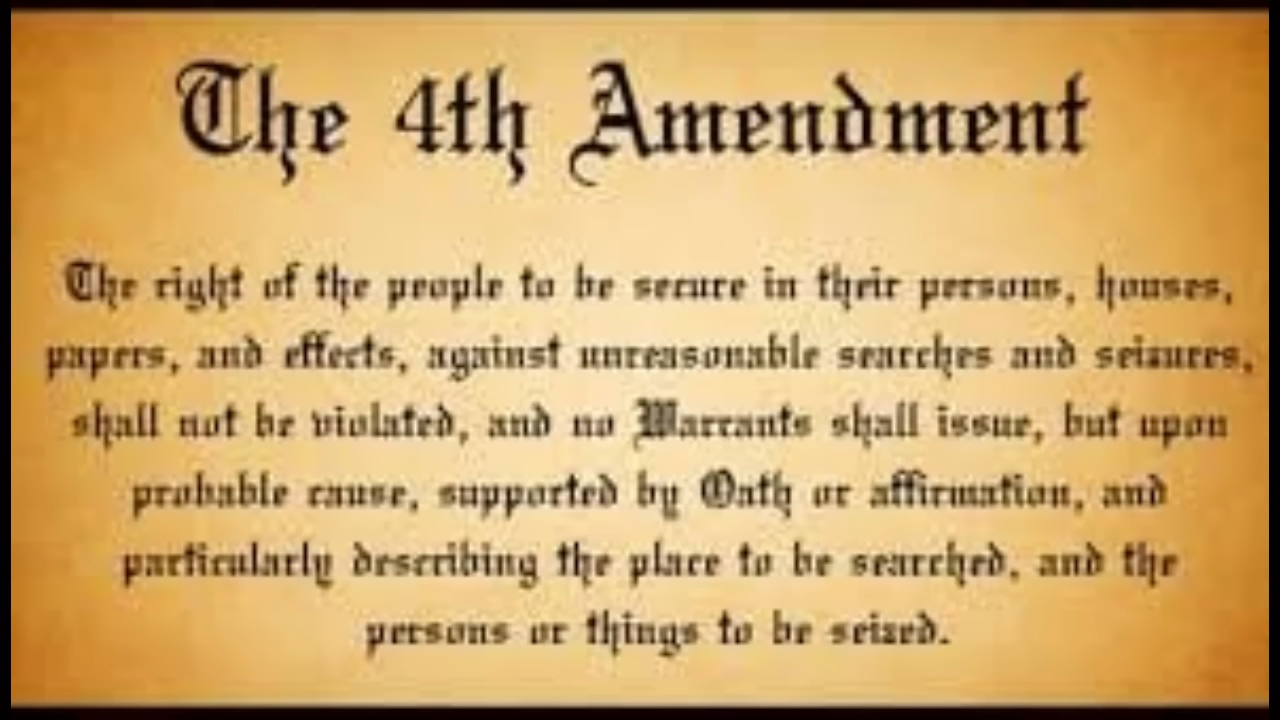 The 4th Amendment
The right of the people to be secure in their persons, houses,
papers, and effects, against unreasonable searches and seizures,
shall not be violated, and no Warrants shall issue, but upon
probable cause, supported by Oath or affirmation, and
particularly describing the place to be searched, and the
persons or things to be seized.